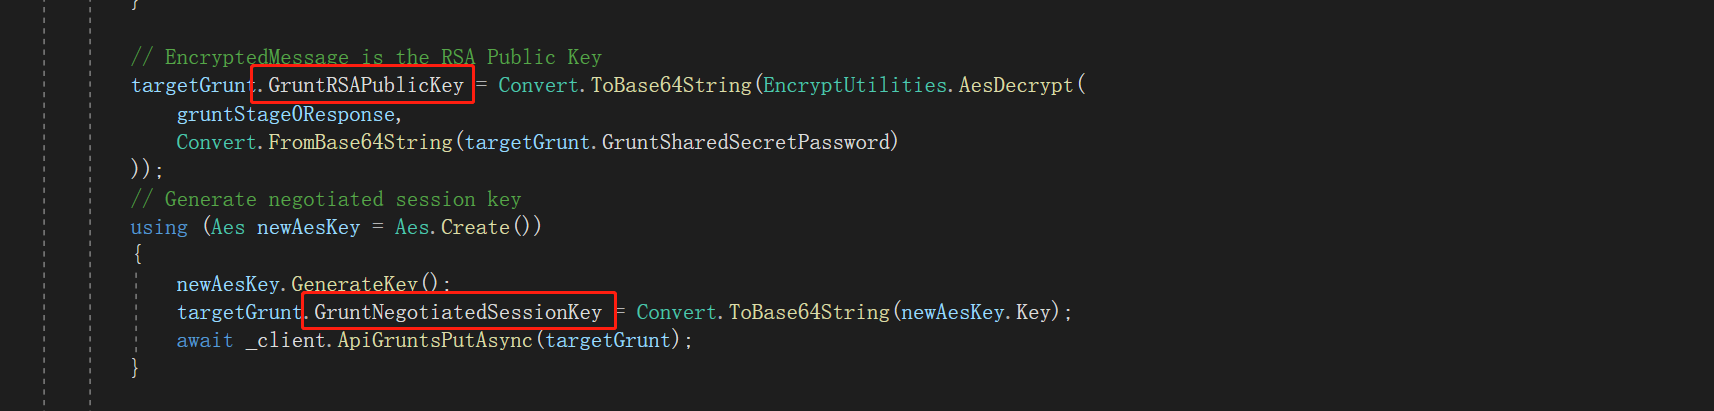 }
// EncryptedMessage is the RSA Public Key
targetGrunt.GruntRSAPublicKey = Convert.ToBase64String(EncryptUtilities.AesDecrypt(
gruntStage0Response,
Convert.FromBase64String(targetGrunt.GruntSharedSecretPassword)
));
// Generate negotiated session key
using (Aes newAesKey = Aes.Create())
{
newAesKey.GenerateKey();
targetGrunt.GruntNegotiatedSessionKey = Convert.ToBase64String(newAesKey.Key);
await _client.ApiGruntsPutAsync(targetGrunt);
}